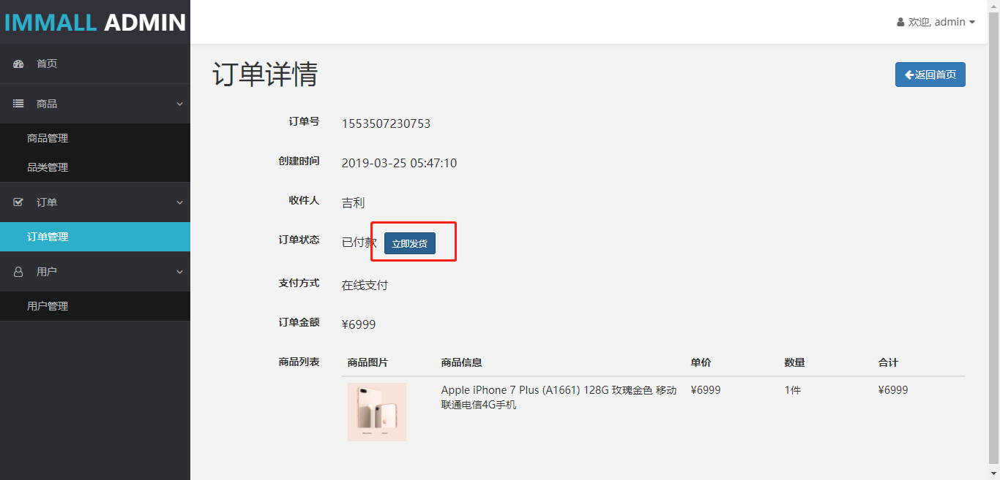 IMMALL ADMIN
欢迎, admin
首页
商品
商品管理
品类管理
订单
订单管理
用户
用户管理
订单详情
返回首页
订单号 1553507230753
创建时间 2019-03-25 05:47:10
收件人 吉利
订单状态 已付款 立即发货
支付方式 在线支付
订单金额 ¥6999
商品列表 商品图片 商品信息 单价 数量 合计
Apple iPhone 7 Plus (A1661) 128G 玫瑰金色 移动 ¥6999 1件 ¥6999
联通电信4G手机